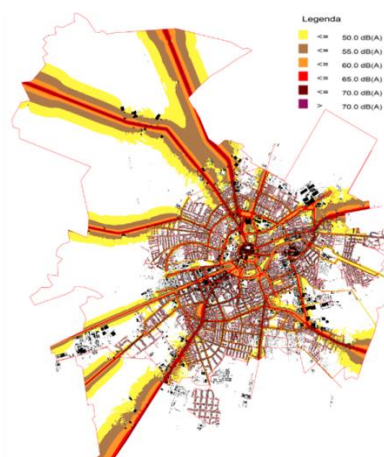 Legenda
<= 50.0 dB(A)
<= 55.0 dB(A)
<= 60.0 dB(A)
<= 65.0 dB(A)
<= 70.0 dB(A)
> 70.0 dB(A)